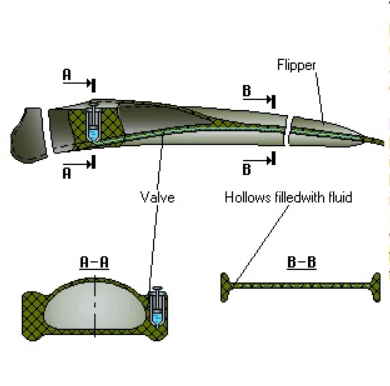 Flipper
A
B
A
B
Valve
Hollows filledwith fluid
A-A
B-B